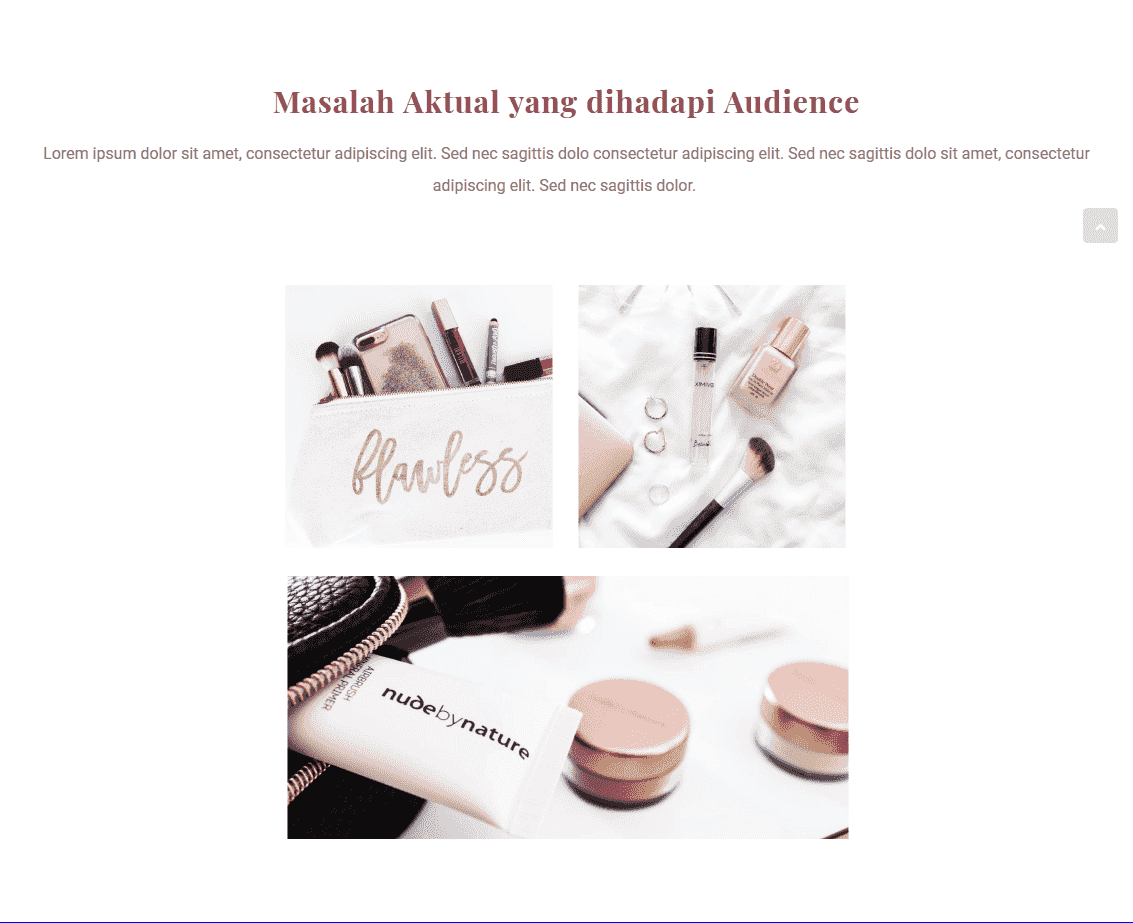 Masalah Aktual yang dihadapi Audience
Lorem ipsum dolor sit amet, consectetur adipiscing elit. Sed nec sagittis dolo consectetur adipiscing elit. Sed nec sagittis dolo sit amet, consectetur
adipiscing elit. Sed nec sagittis dolor.
flawless
AIRBRUSH
PRIMER
nudebynature